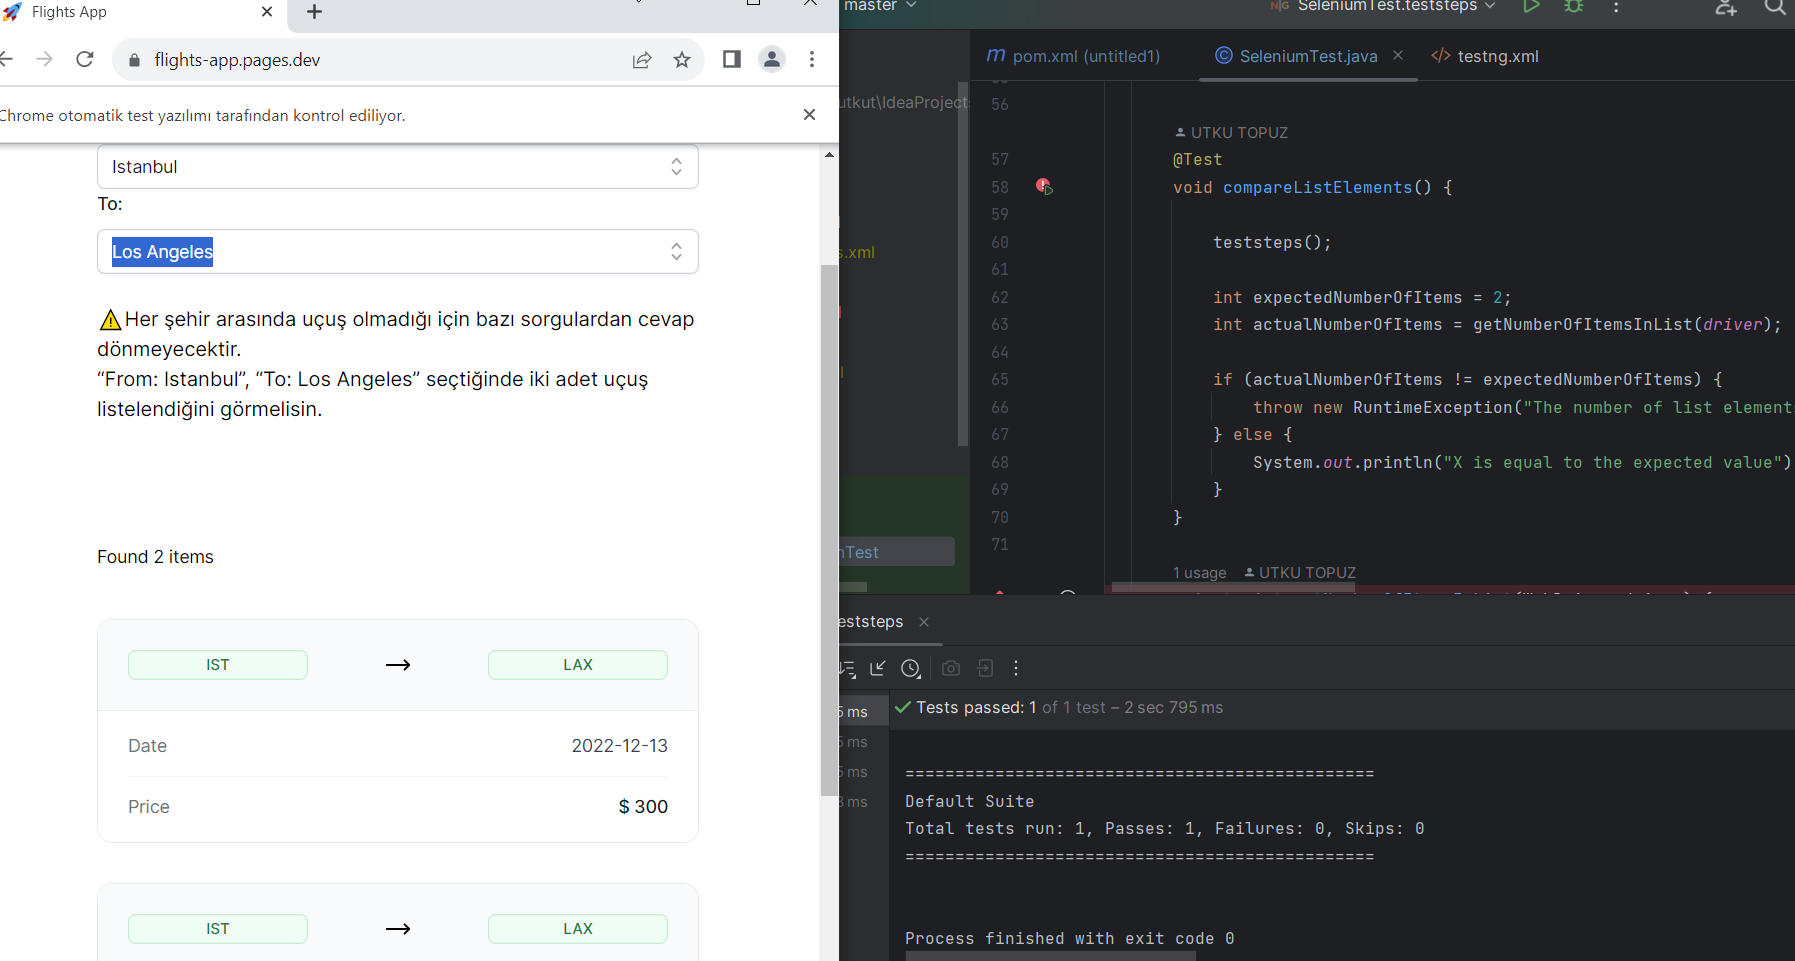 Flights App
flights-app.pages.dev
Chrome otomatik test yazılımı tarafından kontrol ediliyor.
Istanbul
To:
Los Angeles
⚠️Her şehir arasında uçuş olmadığı için bazı sorgulardan cevap
dönmeyecektir.
“From: Istanbul”, “To: Los Angeles” seçtiğinde iki adet uçuş
listelendiğini görmelisin.
Found 2 items
IST → LAX
Date 2022-12-13
Price $ 300
IST → LAX
master
SeleniumTest.teststeps
pom.xml (untitled1)
SeleniumTest.java
testng.xml
utkut\IdeaProject
s.xml
nTest
56
UTKU TOPUZ
57 @Test
58 void compareListElements() {
59
60 teststeps();
61
62 int expectedNumberOfItems = 2;
63 int actualNumberOfItems = getNumberOfItemsInList(driver);
64
65 if (actualNumberOfItems != expectedNumberOfItems) {
66 throw new RuntimeException("The number of list element
67 } else {
68 System.out.println("X is equal to the expected value")
69 }
70 }
71
1 usage UTKU TOPUZ
eststeps
5 ms
5 ms
5 ms
3 ms
Tests passed: 1 of 1 test – 2 sec 795 ms
===============================================
Default Suite
Total tests run: 1, Passes: 1, Failures: 0, Skips: 0
===============================================
Process finished with exit code 0